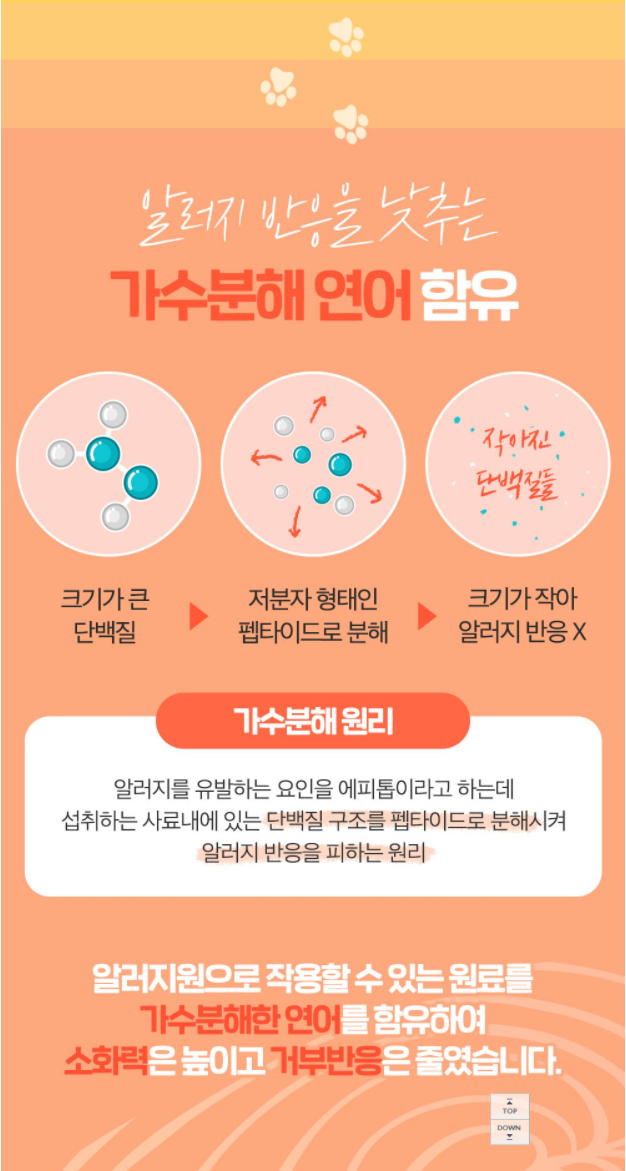 알러지 반응을 낮추는
가수분해 연어 함유
작아진
단백질들
크기가 큰
단백질
저분자 형태인
펩타이드로 분해
크기가 작아
알러지 반응 X
가수분해 원리
알러지를 유발하는 요인을 에피톱이라고 하는데
섭취하는 사료내에 있는 단백질 구조를 펩타이드로 분해시켜
알러지 반응을 피하는 원리
알러지원으로 작용할 수 있는 원료를
가수분해한 연어를 함유하여
소화력은 높이고 거부반응은 줄였습니다.
TOP
DOWN